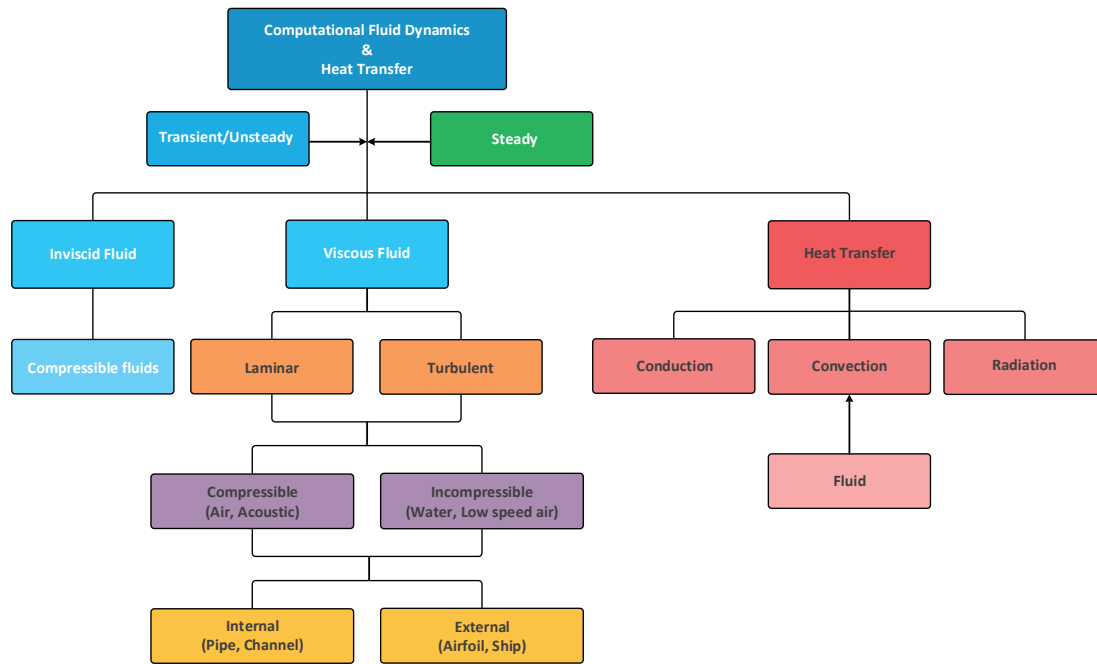 Computational Fluid Dynamics
&
Heat Transfer
Transient/Unsteady
Steady
Inviscid Fluid
Viscous Fluid
Heat Transfer
Compressible fluids
Laminar
Turbulent
Conduction
Convection
Radiation
Compressible
(Air, Acoustic)
Incompressible
(Water, Low speed air)
Fluid
Internal
(Pipe, Channel)
External
(Airfoil, Ship)